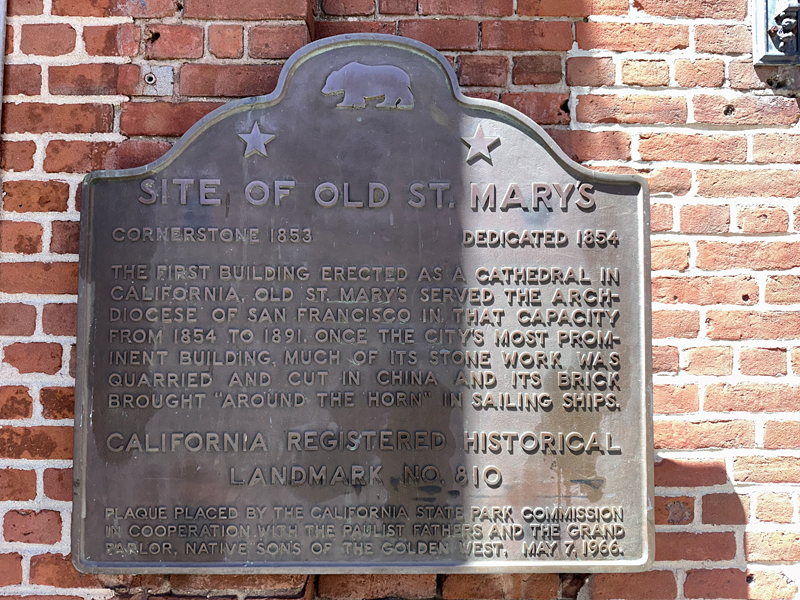 SITE OF OLD ST. MARY'S
CORNERSTONE 1853 DEDICATED 1854
THE FIRST BUILDING ERECTED AS A CATHEDRAL IN
CALIFORNIA, OLD ST. MARY'S SERVED THE ARCH-
DIOCESE OF SAN FRANCISCO IN THAT CAPACITY
FROM 1854 TO 1891. ONCE THE CITY'S MOST PROM-
INENT BUILDING, MUCH OF ITS STONE WORK WAS
QUARRIED AND CUT IN CHINA AND ITS BRICK
BROUGHT "AROUND THE HORN" IN SAILING SHIPS.
CALIFORNIA REGISTERED HISTORICAL
LANDMARK NO. 810
PLAQUE PLACED BY THE CALIFORNIA STATE PARK COMMISSION
IN COOPERATION WITH THE PAULIST FATHERS AND THE GRAND
PARLOR, NATIVE SONS OF THE GOLDEN WEST, MAY 7, 1966.